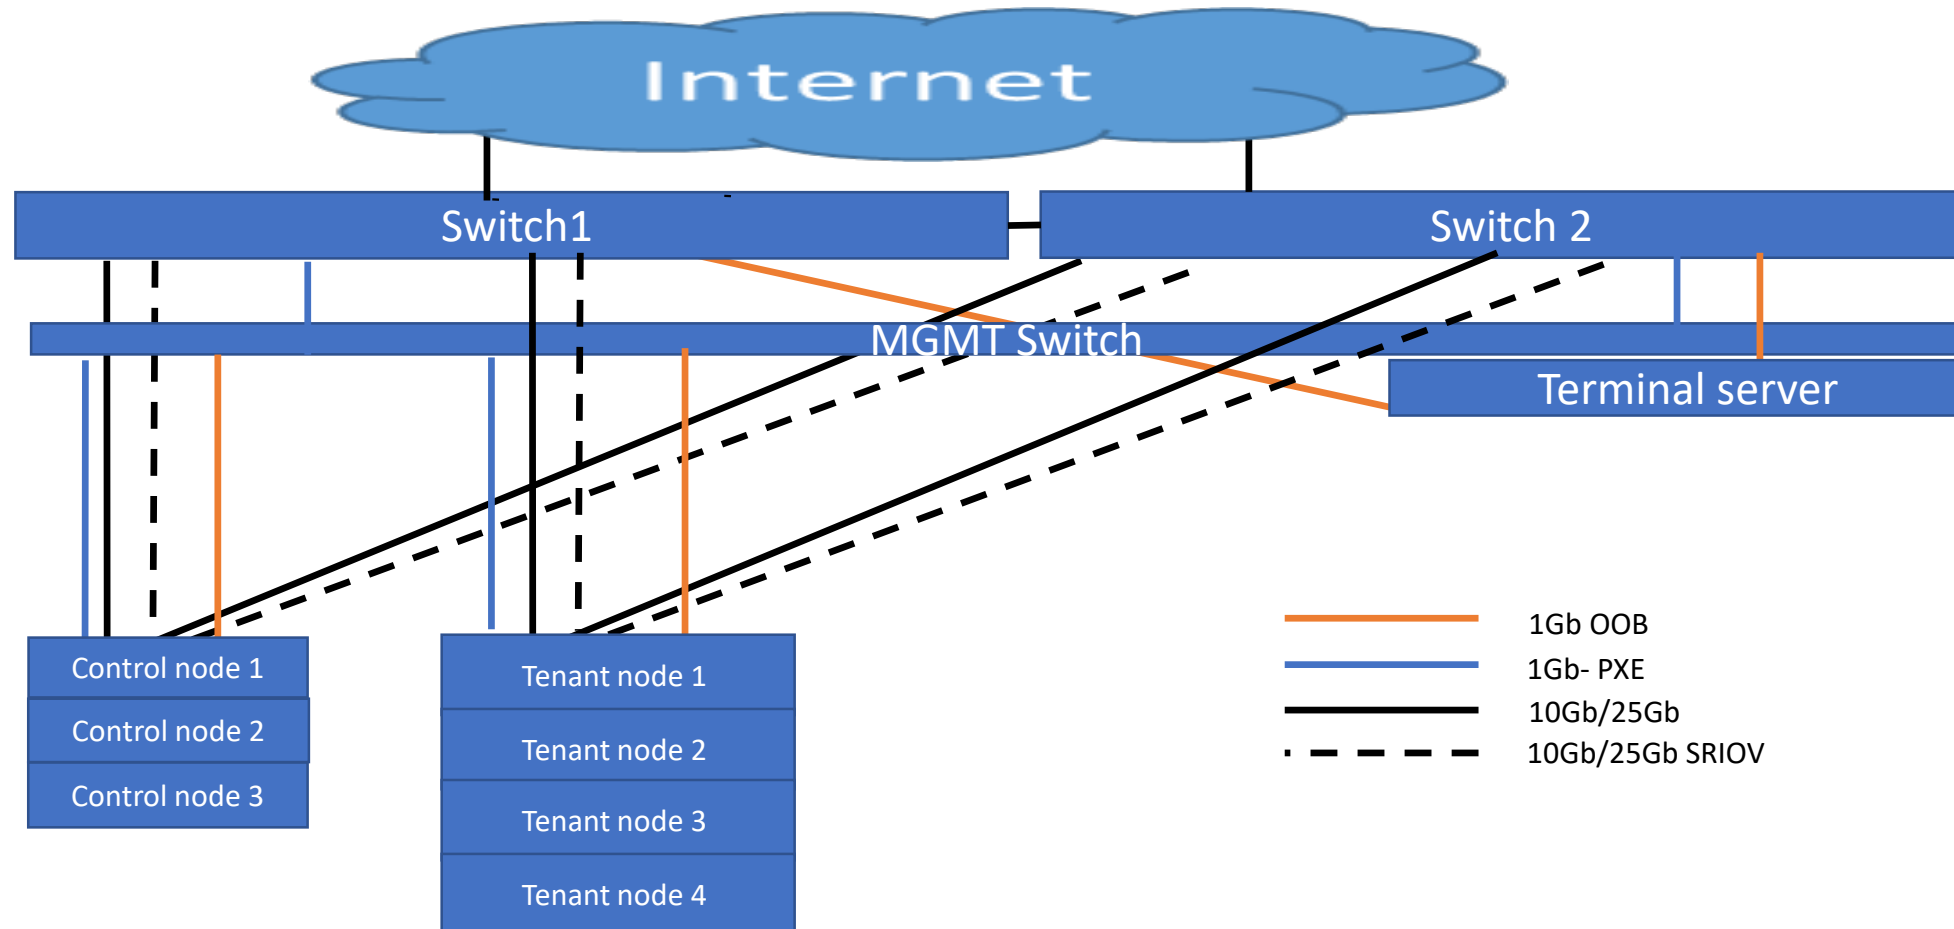 Internet
Switch1
Switch 2
MGMT Switch
Terminal server
Control node 1
Control node 2
Control node 3
Tenant node 1
Tenant node 2
Tenant node 3
Tenant node 4
1Gb OOB
1Gb- PXE
10Gb/25Gb
10Gb/25Gb SRIOV